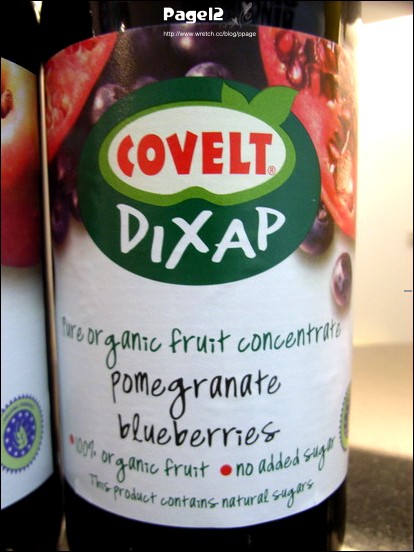 Page12
http://www.wretch.cc/blog/ppage
COVELT®
DiXAP
Pure organic fruit concentrate
pomegranate
blueberries
100% organic fruit • no added sugar
This product contains natural sugars